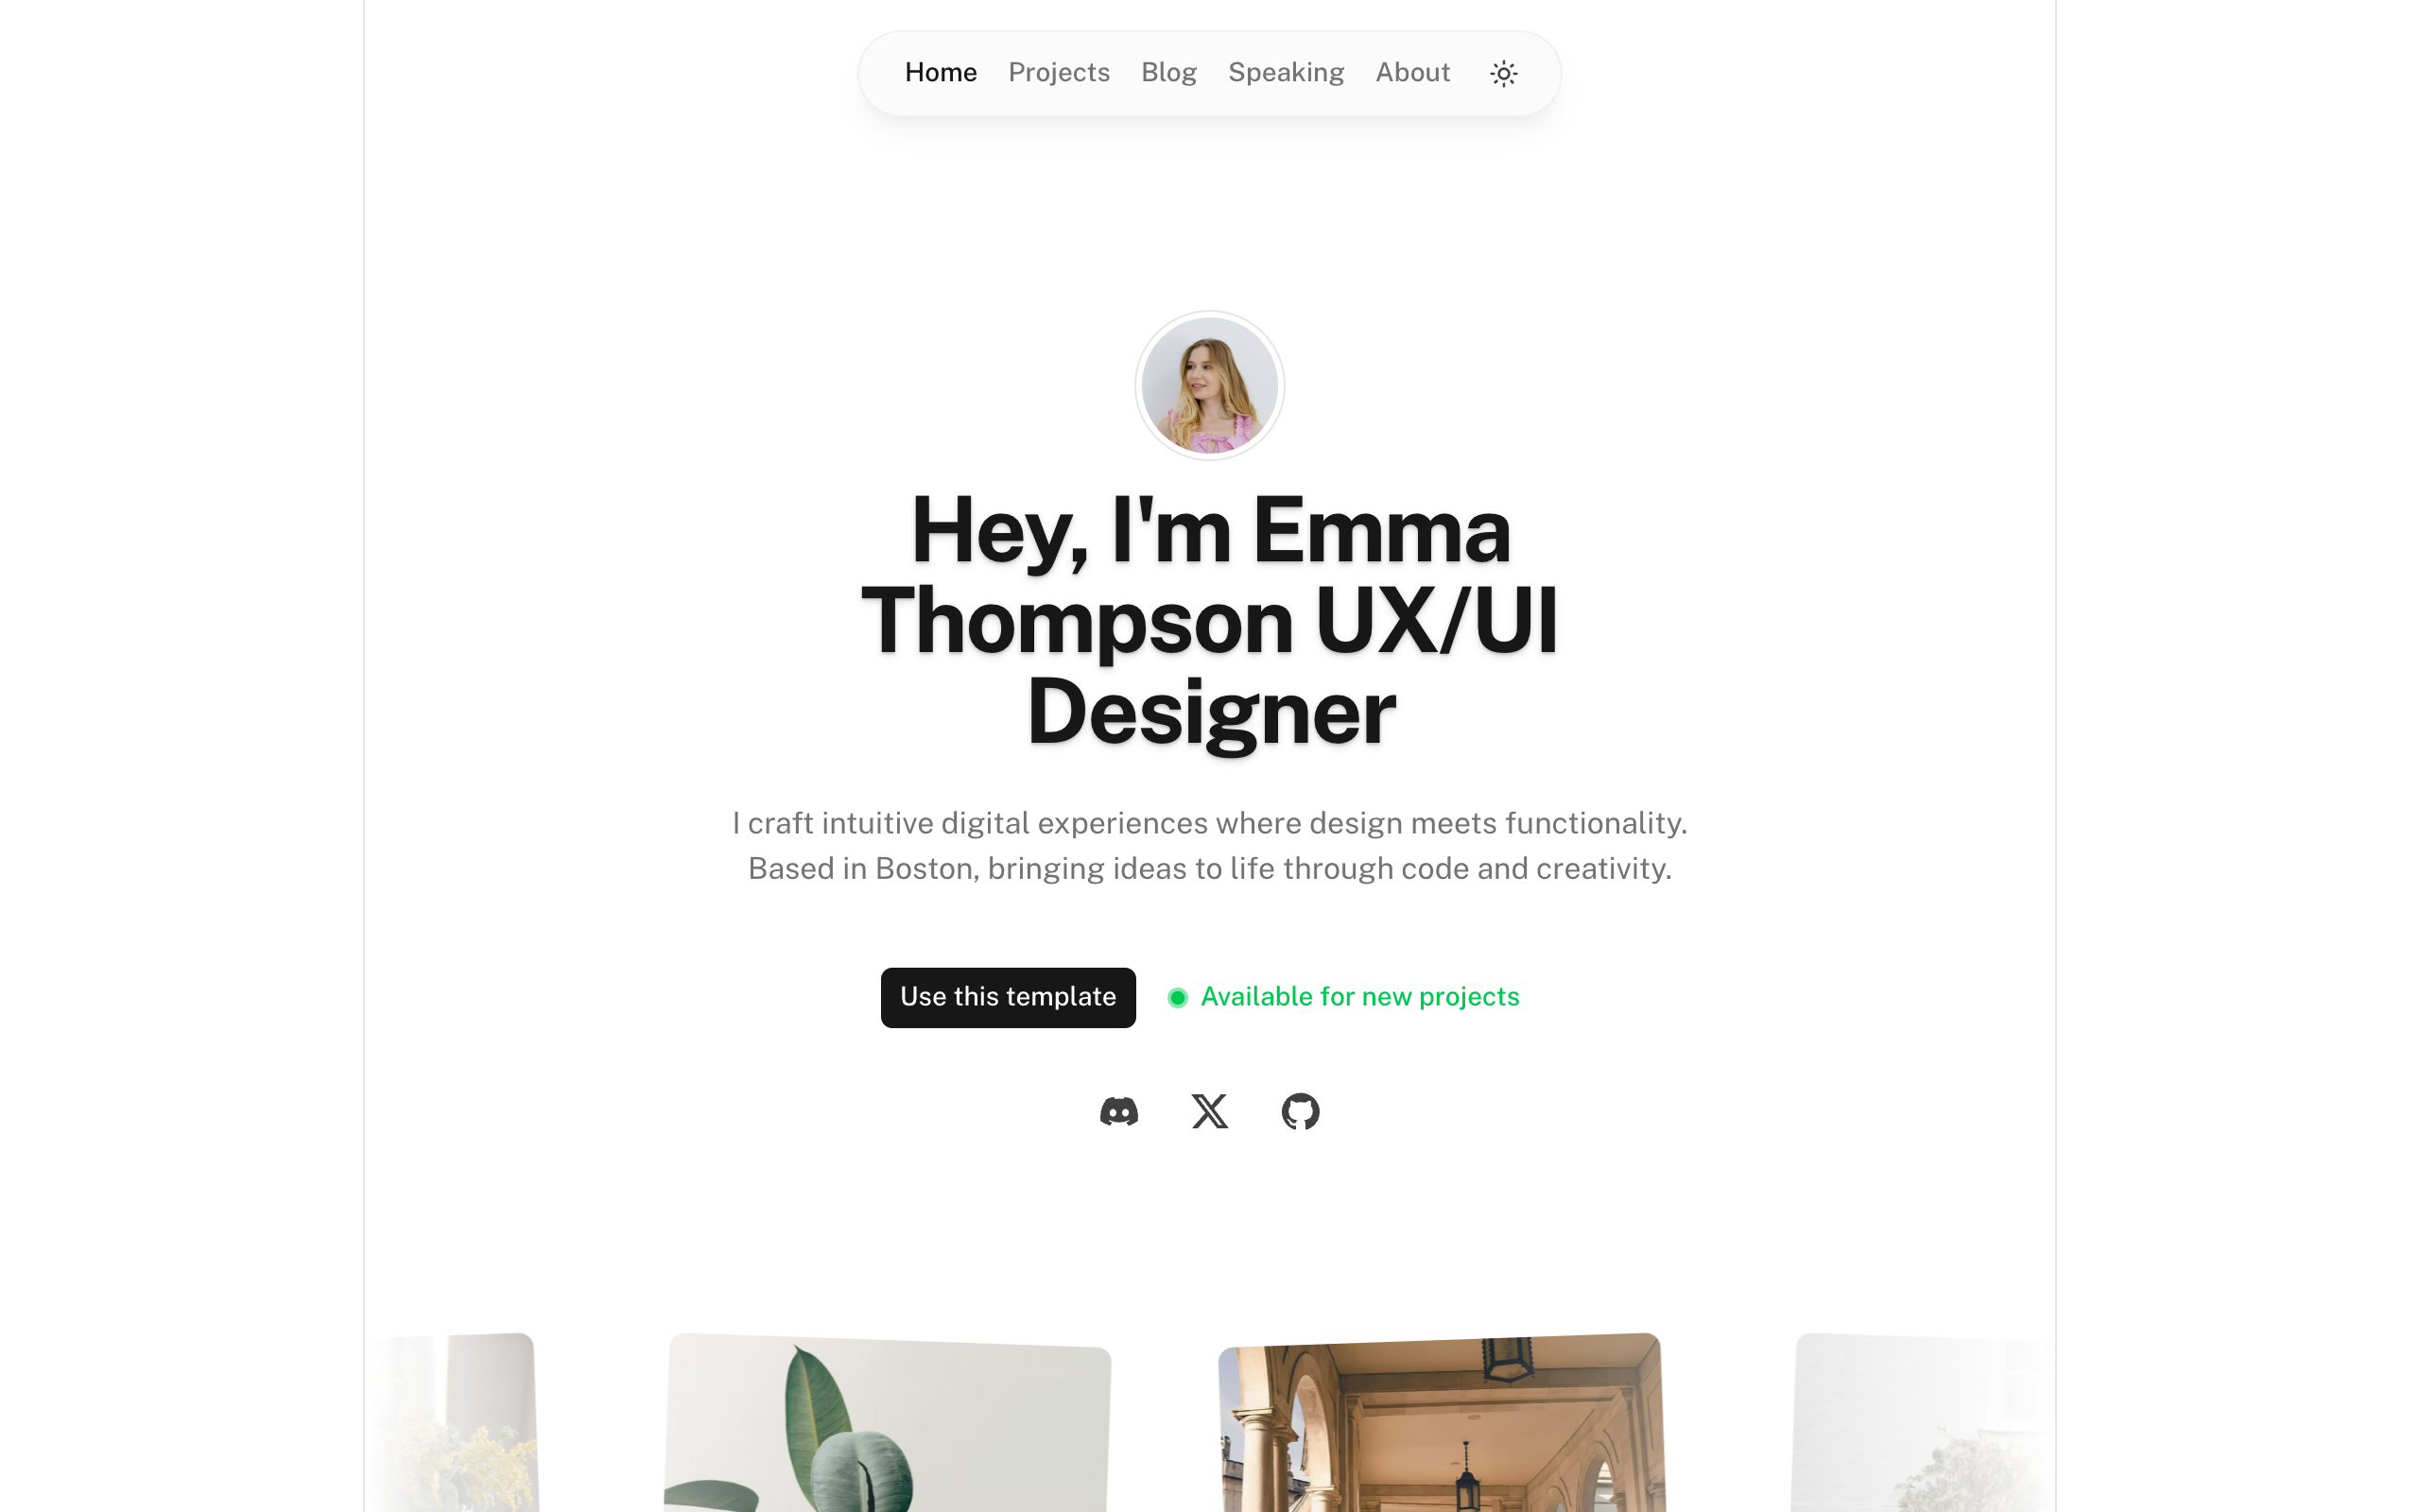 Home Projects Blog Speaking About
Hey, I'm Emma
Thompson UX/UI
Designer
I craft intuitive digital experiences where design meets functionality.
Based in Boston, bringing ideas to life through code and creativity.
Use this template
Available for new projects